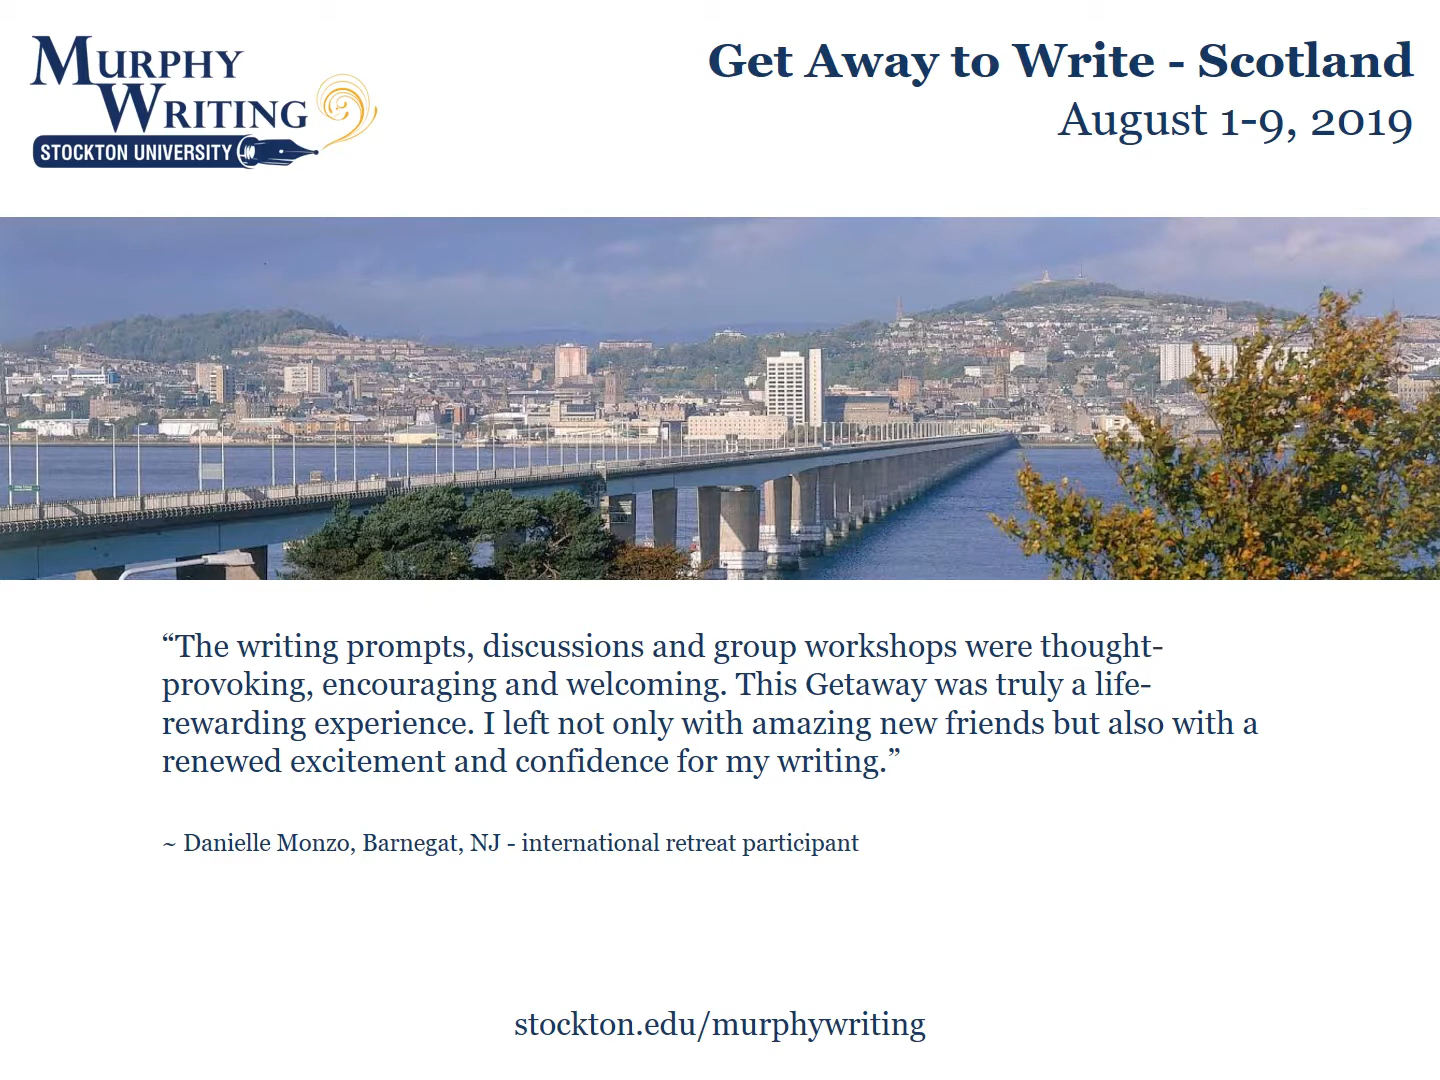 MURPHY
WRITING
STOCKTON UNIVERSITY
Get Away to Write - Scotland
August 1-9, 2019
“The writing prompts, discussions and group workshops were thought-
provoking, encouraging and welcoming. This Getaway was truly a life-
rewarding experience. I left not only with amazing new friends but also with a
renewed excitement and confidence for my writing.”
~ Danielle Monzo, Barnegat, NJ - international retreat participant
stockton.edu/murphywriting